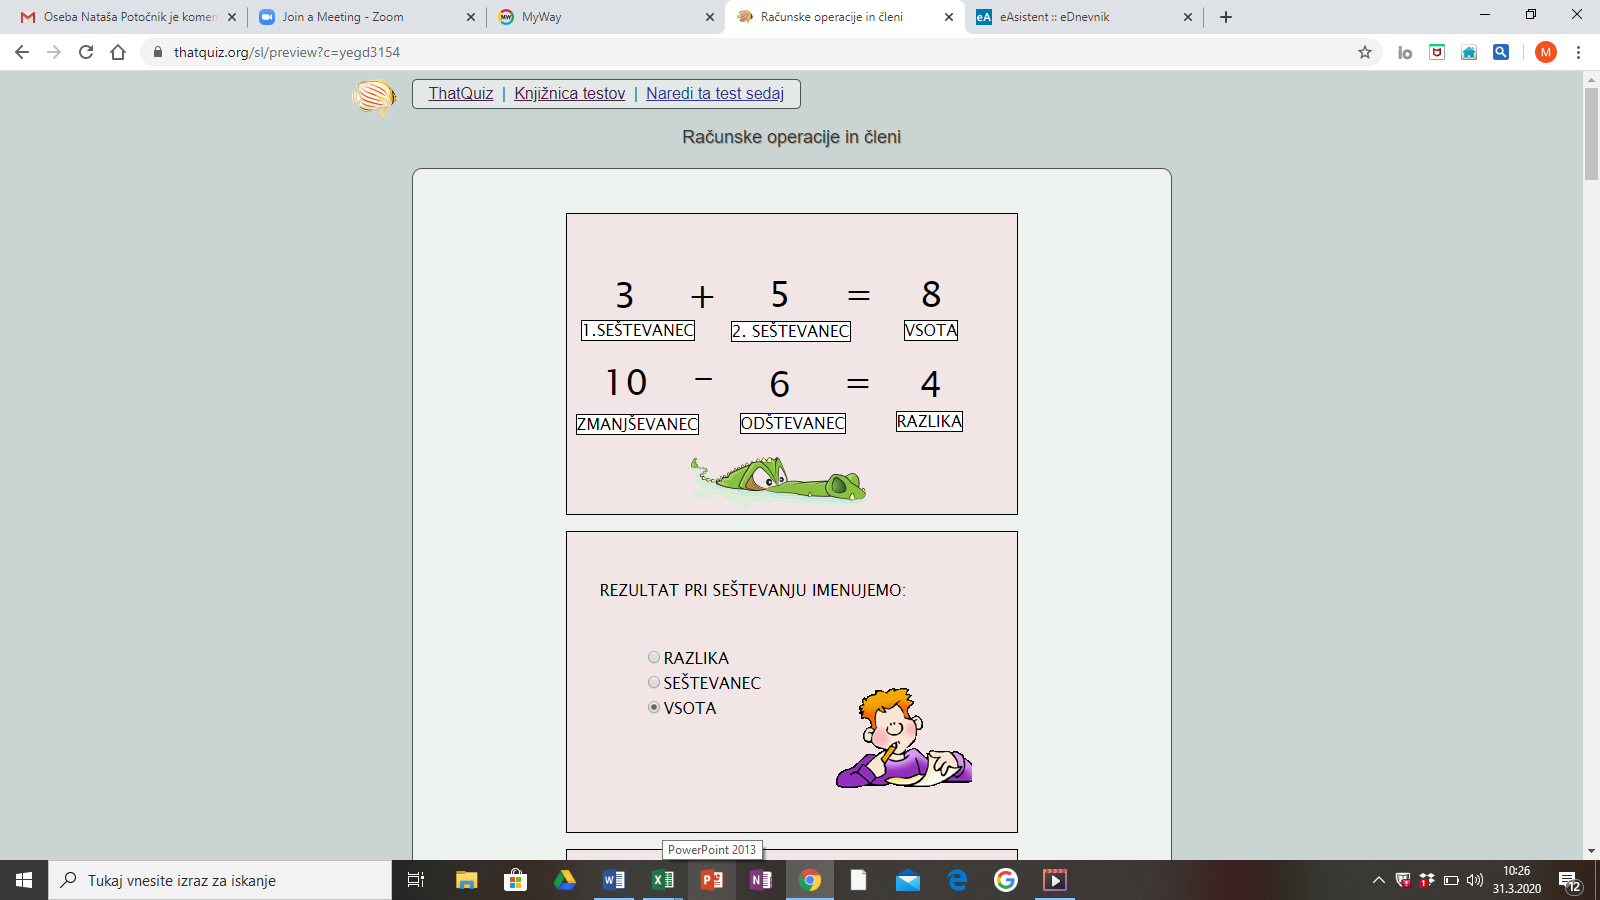 Oseba Nataša Potočnik je komen
Join a Meeting - Zoom
MyWay
Računske operacije in členi
eAsistent :: eDnevnik
thatquiz.org/sl/preview?c=yegd3154
ThatQuiz | Knjižnica testov | Naredi ta test sedaj
Računske operacije in členi
3 + 5 = 8
1.SEŠTEVANEC 2. SEŠTEVANEC VSOTA
10 - 6 = 4
ZMANJŠEVANEC ODŠTEVANEC RAZLIKA
REZULTAT PRI SEŠTEVANJU IMENUJEMO:
RAZLIKA
SEŠTEVANEC
VSOTA
PowerPoint 2013
Tukaj vnesite izraz za iskanje
10:26
31.3.2020
12